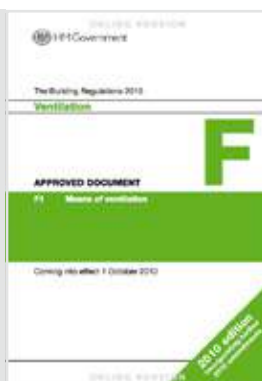 ONLINE VERSION
HM Government
The Building Regulations 2010
Ventilation
F
APPROVED DOCUMENT
F1 Means of ventilation
Coming into effect 1 October 2010
2010 edition
ONLINE VERSION